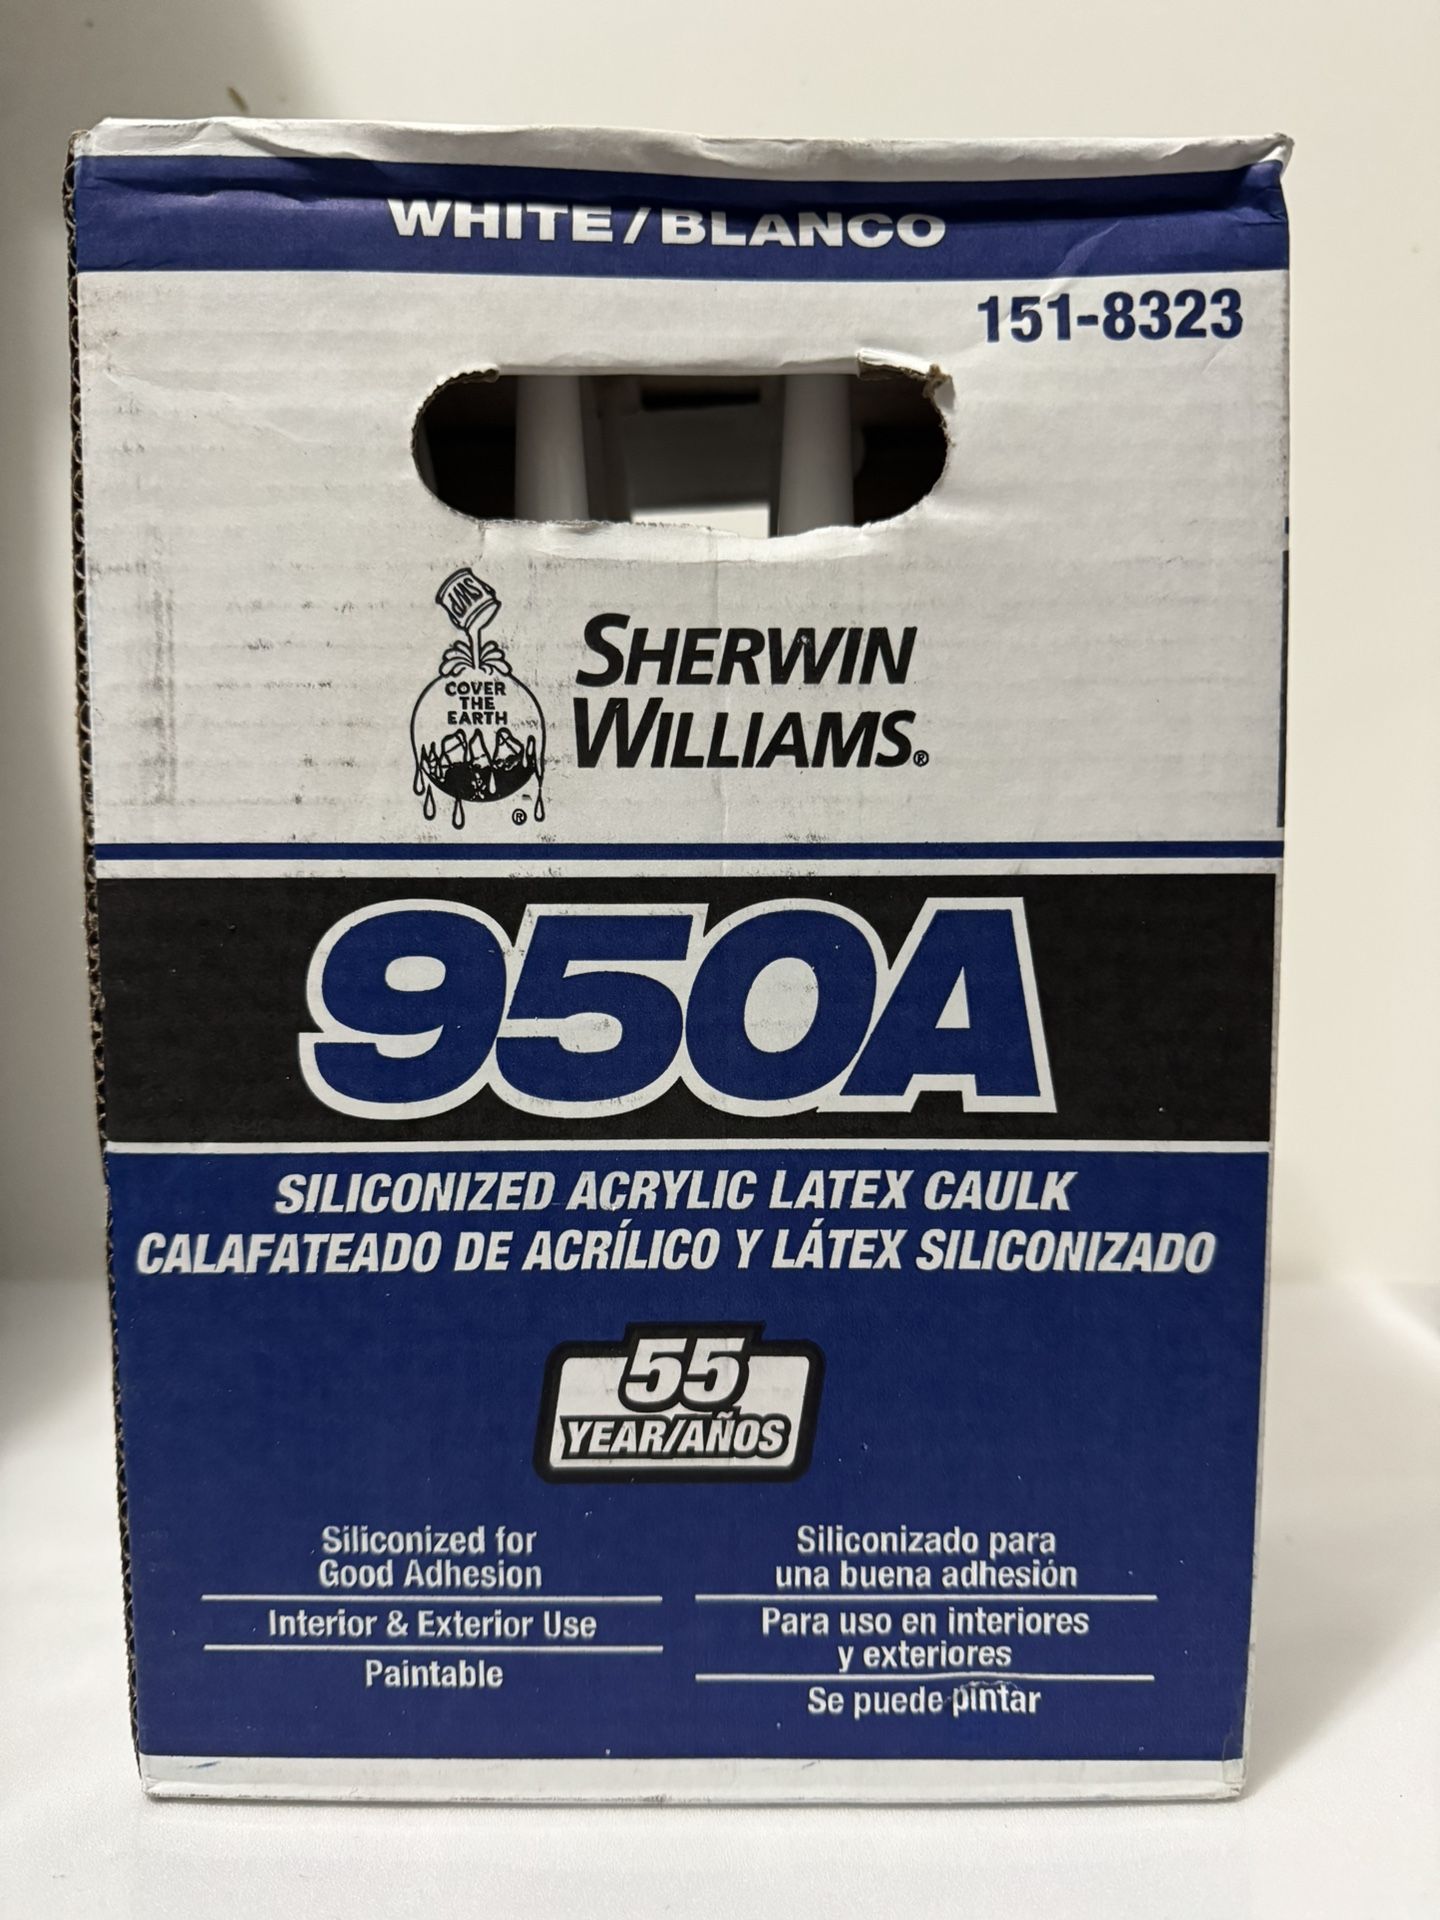 WHITE/BLANCO
151-8323
SWP
COVER
THE
EARTH
®
SHERWIN
WILLIAMS®
950A
SILICONIZED ACRYLIC LATEX CAULK
CALAFATEADO DE ACRÍLICO Y LÁTEX SILICONIZADO
55
YEAR/AÑOS
Siliconized for
Good Adhesion
Interior & Exterior Use
Paintable
Siliconizado para
una buena adhesión
Para uso en interiores
y exteriores
Se puede pintar